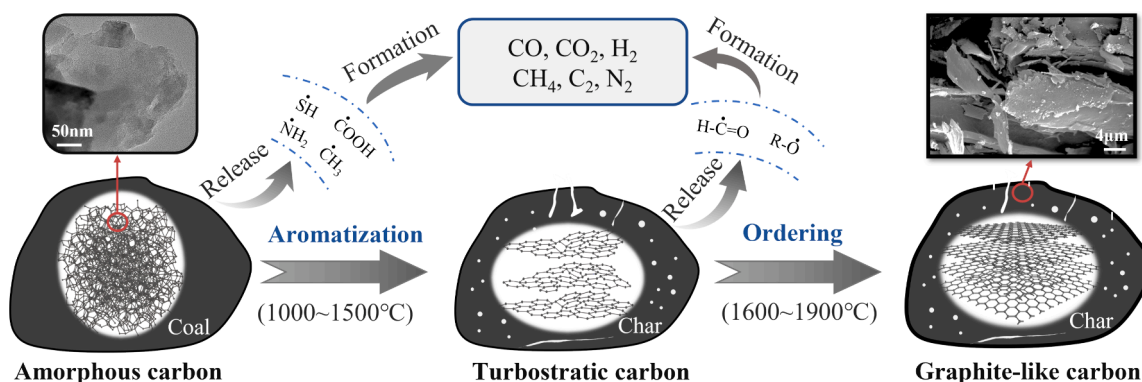 50nm
Release
ṠH
ĊOOH
ṄH₂
ĊH₃
Formation
CO, CO₂, H₂
CH₄, C₂, N₂
Formation
H-Ċ=O
R-Ȯ
Release
4μm
Coal
Aromatization
(1000~1500°C)
Char
Ordering
(1600~1900°C)
Char
Amorphous carbon
Turbostratic carbon
Graphite-like carbon